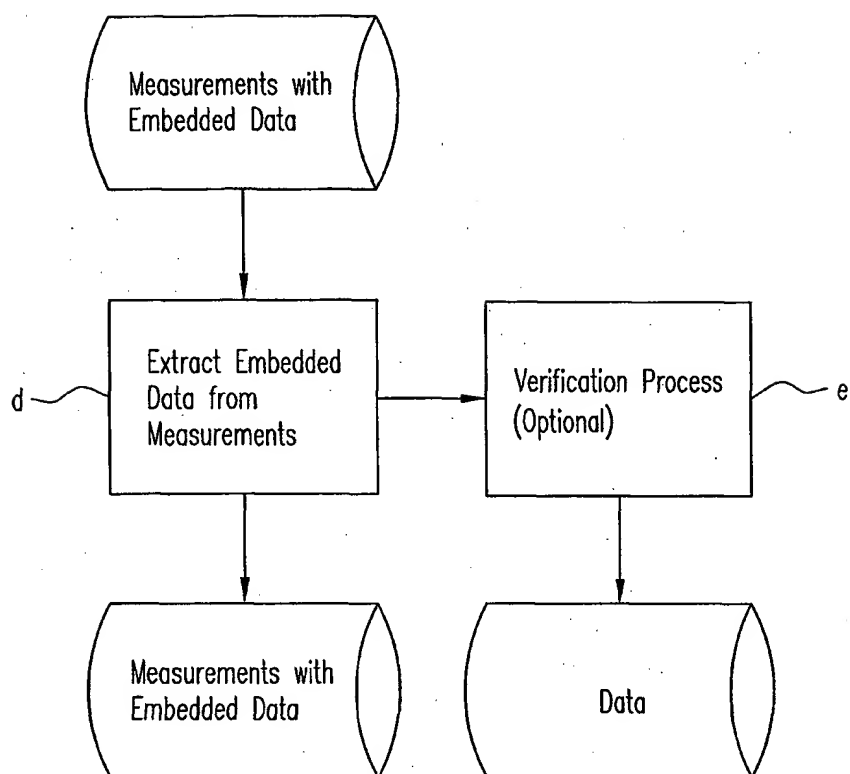 Measurements with
Embedded Data
Extract Embedded
Data from
Measurements
d
Verification Process
(Optional)
e
Measurements with
Embedded Data
Data